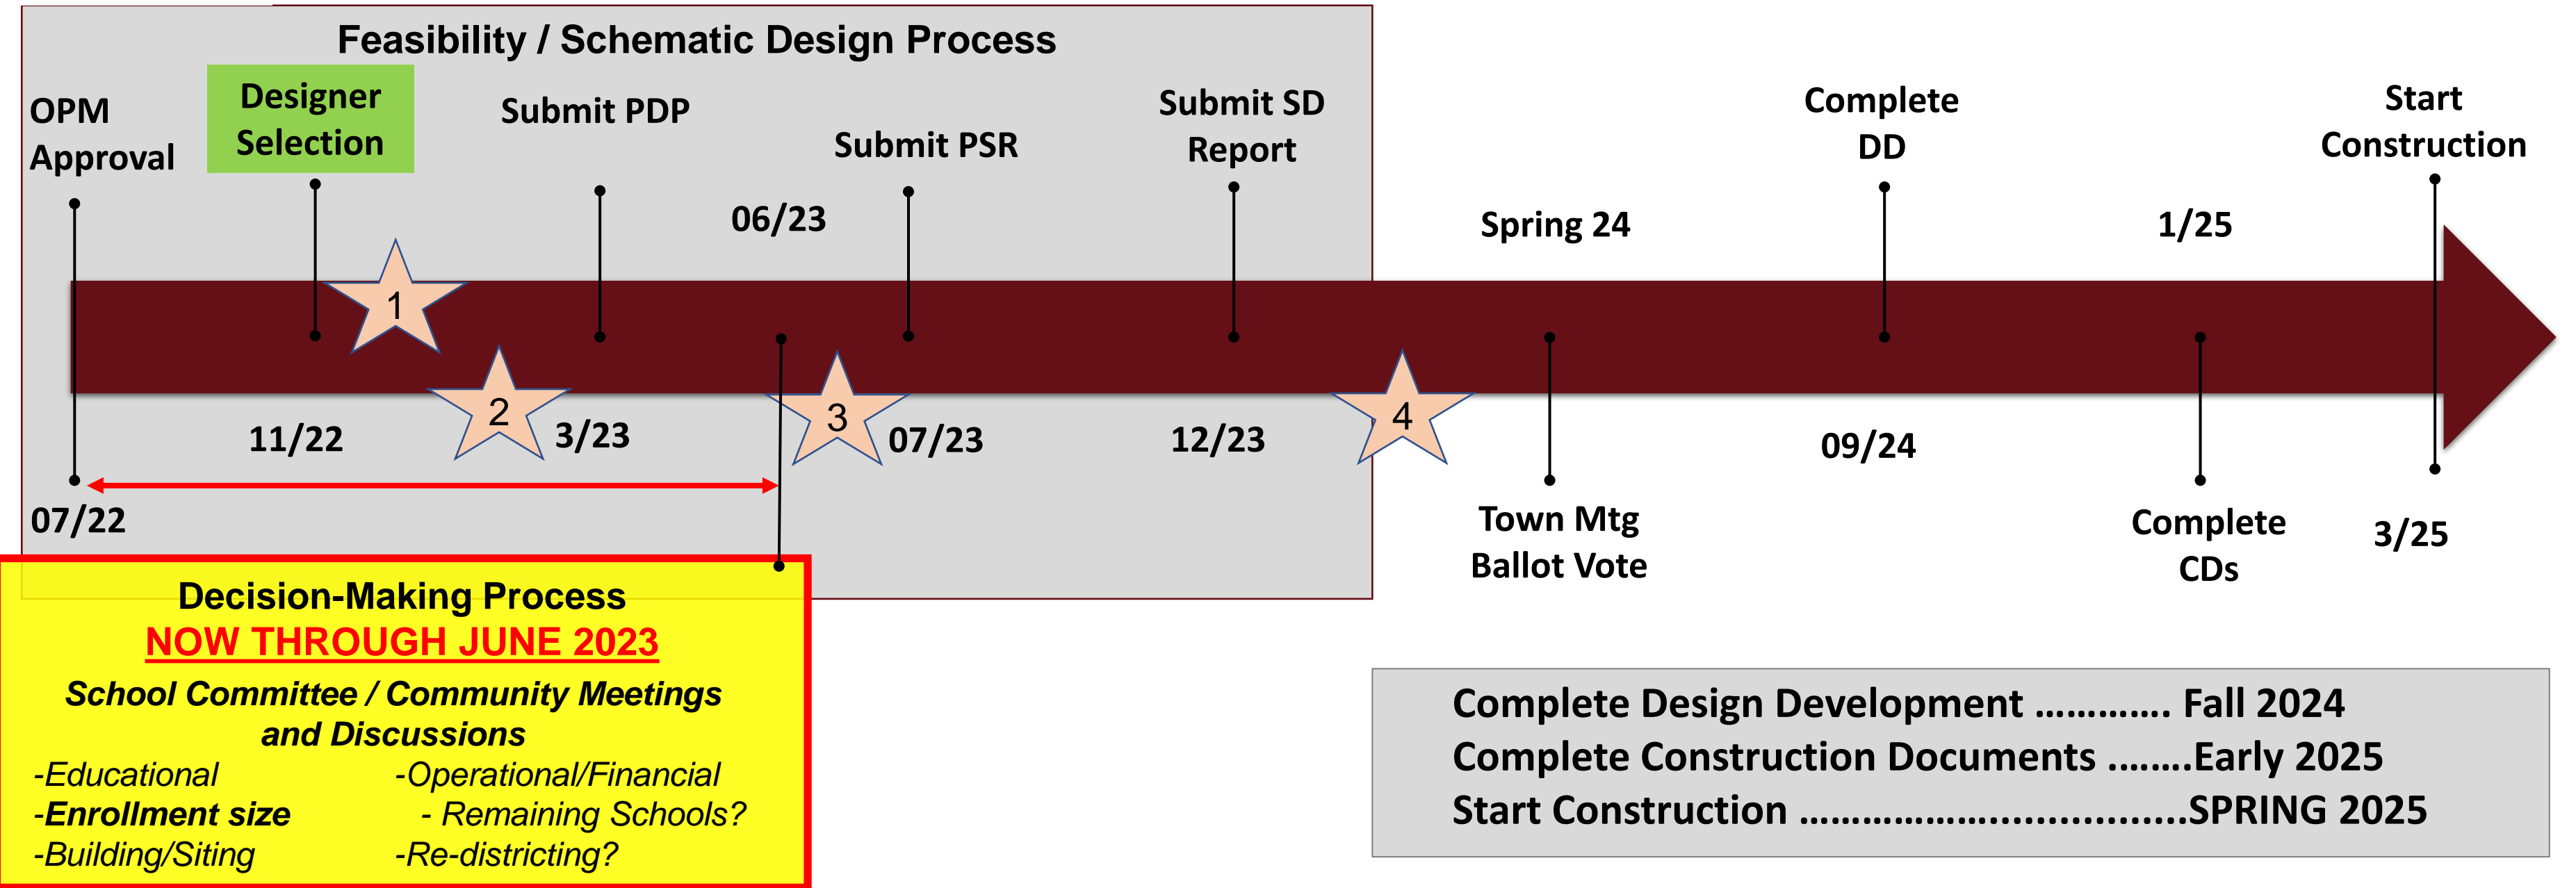 Feasibility / Schematic Design Process
OPM
Approval
Designer
Selection
Submit PDP
06/23
Submit PSR
Submit SD
Report
Spring 24
Complete
DD
1/25
Start
Construction
1
2
3
4
07/22
11/22
3/23
07/23
12/23
Town Mtg
Ballot Vote
09/24
Complete
CDs
3/25
Decision-Making Process
NOW THROUGH JUNE 2023
School Committee / Community Meetings
and Discussions
-Educational
-Enrollment size
-Building/Siting
-Operational/Financial
- Remaining Schools?
-Re-districting?
Complete Design Development ............. Fall 2024
Complete Construction Documents ........Early 2025
Start Construction ......................................SPRING 2025